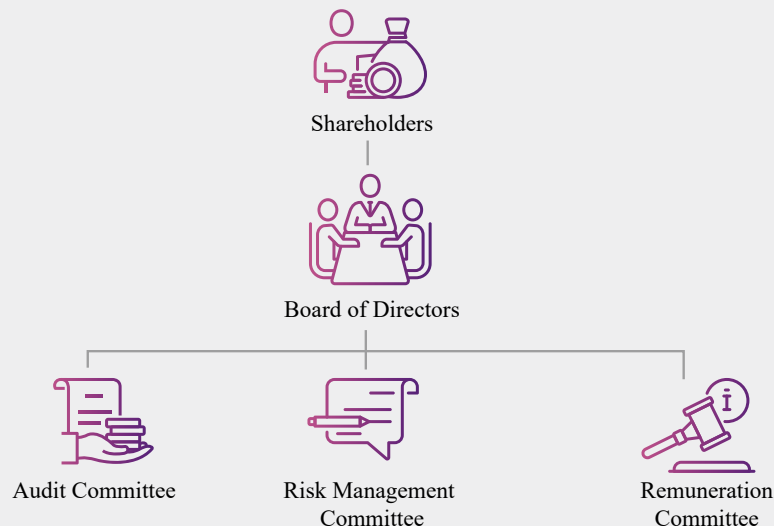 Shareholders
Board of Directors
Audit Committee
Risk Management
Committee
Remuneration
Committee